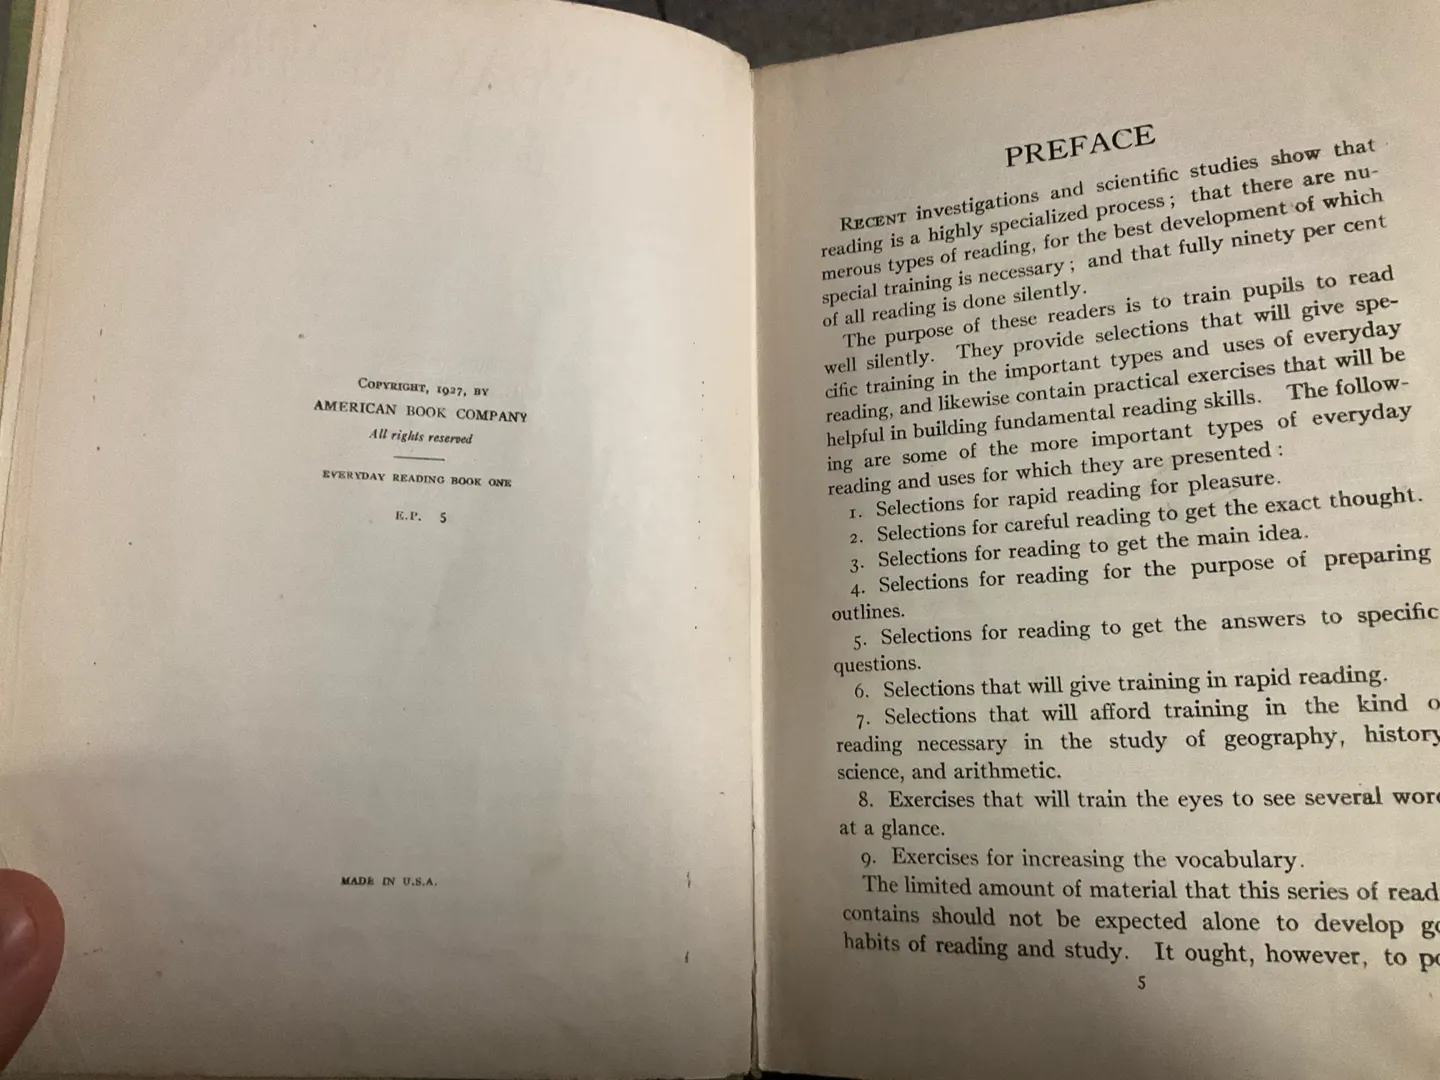 COPYRIGHT, 1927, BY
AMERICAN BOOK COMPANY
All rights reserved
EVERYDAY READING BOOK ONE
E.P. 5
MADE IN U.S.A.
PREFACE
RECENT investigations and scientific studies show that
reading is a highly specialized process; that there are nu-
merous types of reading, for the best development of which
special training is necessary; and that fully ninety per cent
of all reading is done silently.
The purpose of these readers is to train pupils to read
well silently. They provide selections that will give spe-
cific training in the important types and uses of everyday
reading, and likewise contain practical exercises that will be
helpful in building fundamental reading skills. The follow-
ing are some of the more important types of everyday
reading and uses for which they are presented:
1. Selections for rapid reading for pleasure.
2. Selections for careful reading to get the exact thought.
3. Selections for reading to get the main idea.
4. Selections for reading for the purpose of preparing
outlines.
5. Selections for reading to get the answers to specific
questions.
6. Selections that will give training in rapid reading.
7. Selections that will afford training in the kind
reading necessary in the study of geography, history
science, and arithmetic.
8. Exercises that will train the eyes to see several
at a glance.
9. Exercises for increasing the vocabulary.
The limited amount of material that this series of
contains should not be expected alone to develop
habits of reading and study. It ought, however, to
5